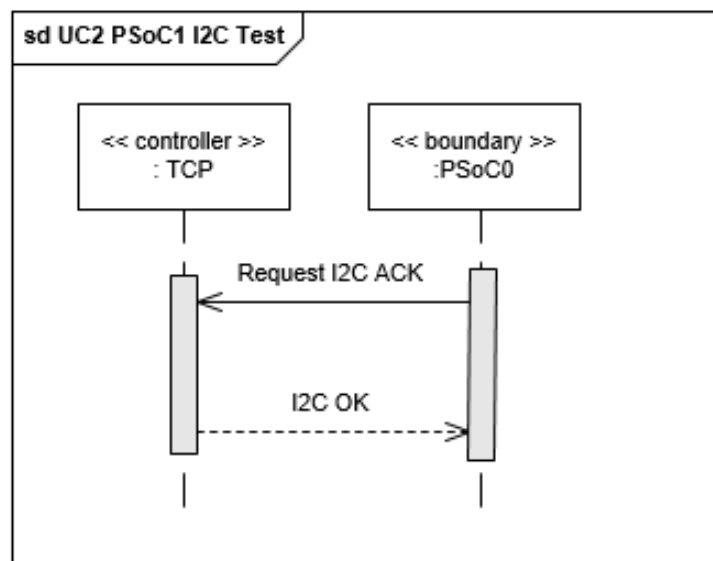 sd UC2 PSoC1 I2C Test
<< controller >>
: TCP
<< boundary >>
:PSoC0
Request I2C ACK
I2C OK